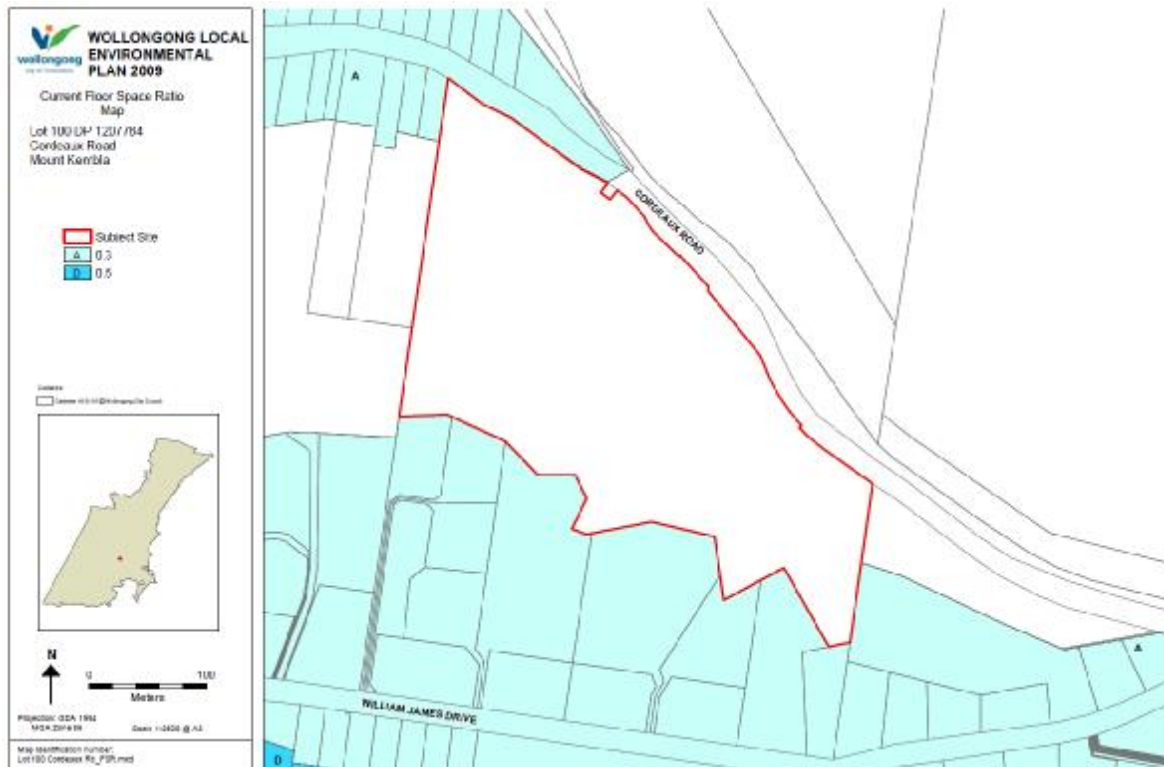 wollongong
WOLLONGONG LOCAL
ENVIRONMENTAL
PLAN 2009
Current Floor Space Ratio
Map
Lot 100 DP 1207784
Cordeaux Road
Mount Kembla
Subject Site
A 0.3
D 0.5
N
0 100
Meters
Projection: GDA 1994
MGA Zone 56
Map Identification number:
Lot 100 Cordeaux Rd_FSR.mxd
A
CORDEAUX ROAD
A
WILLIAM JAMES DRIVE
D